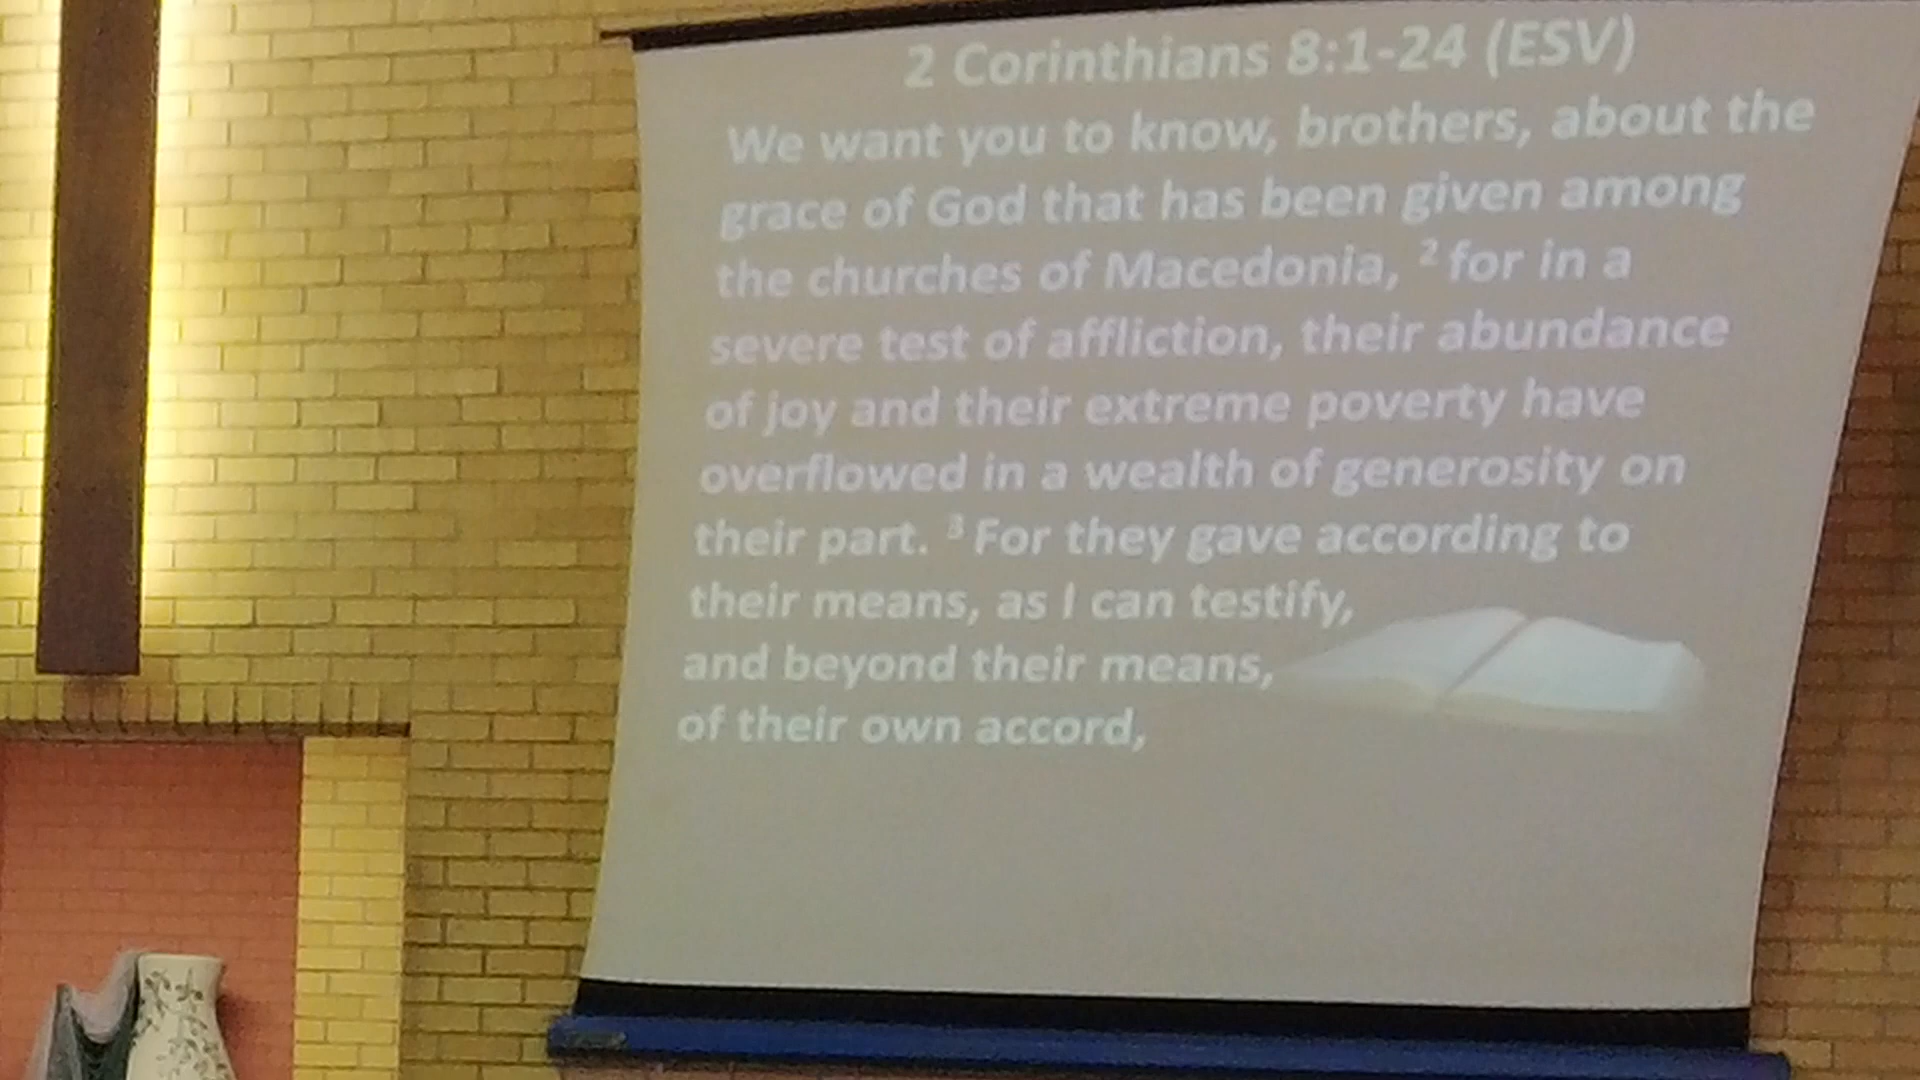 2 Corinthians 8:1-24 (ESV)
We want you to know, brothers, about the
grace of God that has been given among
the churches of Macedonia, ² for in a
severe test of affliction, their abundance
of joy and their extreme poverty have
overflowed in a wealth of generosity on
their part. ³ For they gave according to
their means, as I can testify,
and beyond their means,
of their own accord,